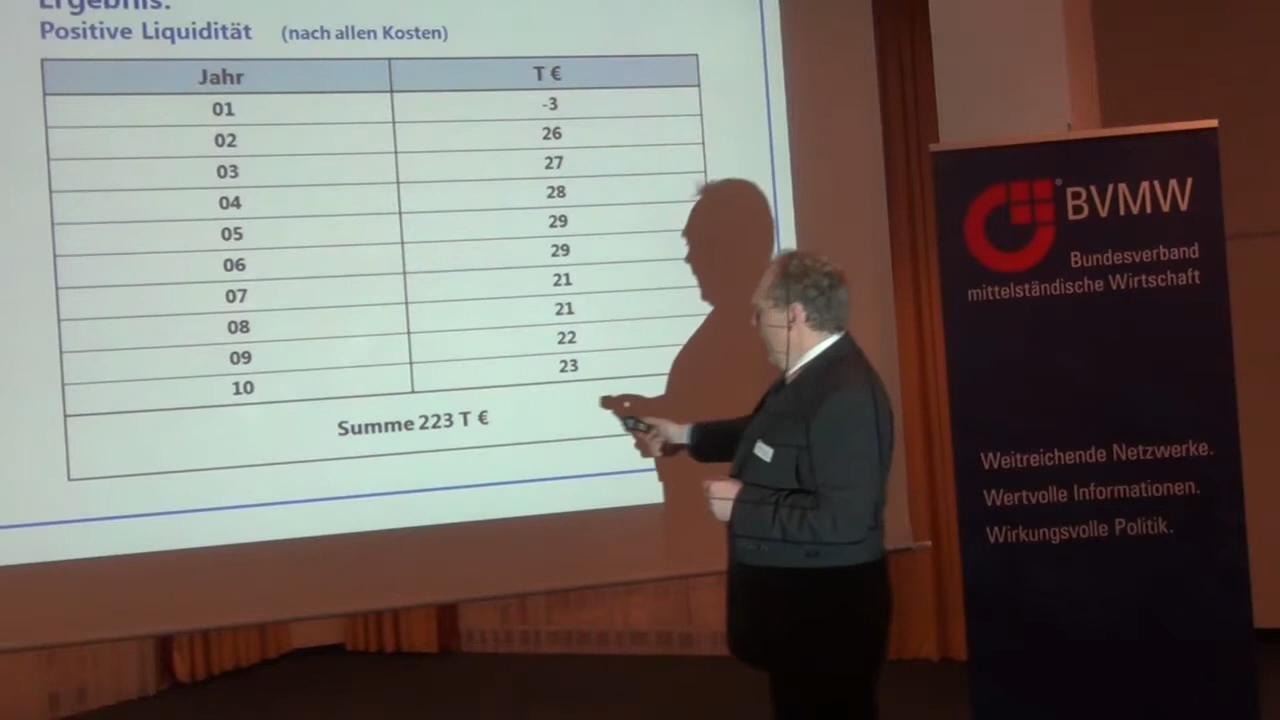 Ergebnis:
Positive Liquidität (nach allen Kosten)
Jahr T €
01 -3
02 26
03 27
04 28
05 29
06 29
07 21
08 21
09 22
10 23
Summe 223 T €
BVMW
Bundesverband
mittelständische Wirtschaft
Weitreichende Netzwerke.
Wertvolle Informationen.
Wirkungsvolle Politik.